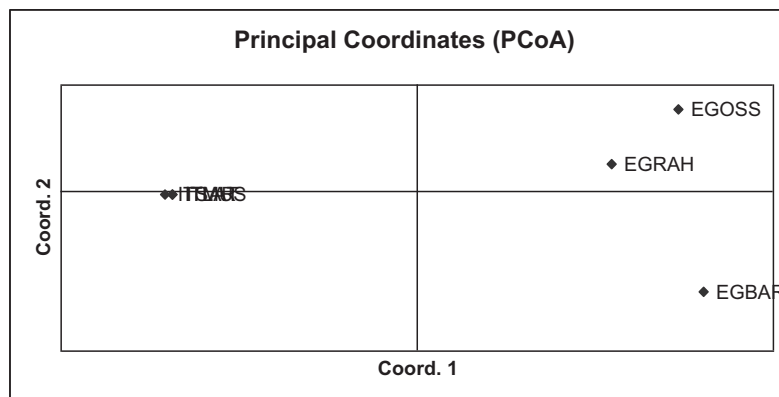 Principal Coordinates (PCoA)
EGOSS
EGRAH
EGBAR
Coord. 2
Coord. 1